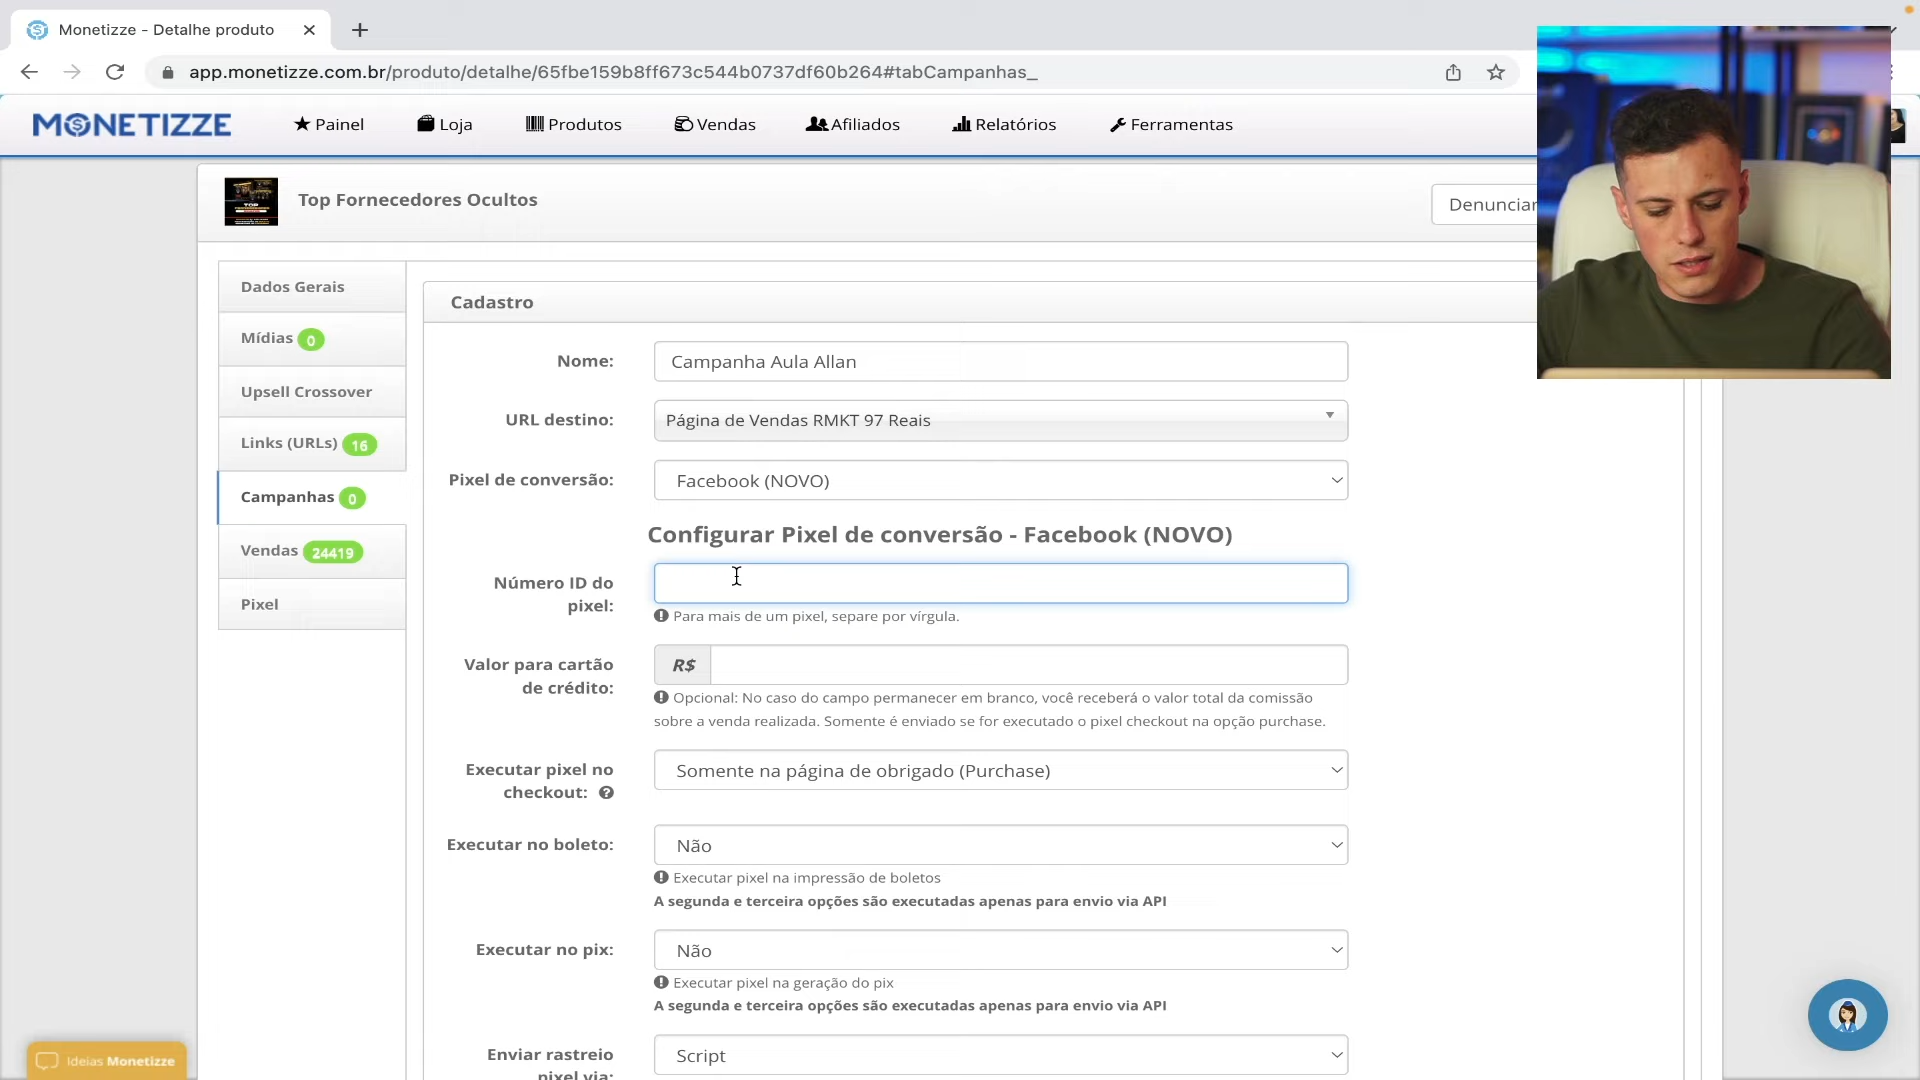 Monetizze - Detalhe produto
app.monetizze.com.br/produto/detalhe/65fbe159b8ff673c544b0737df60b264#tabCampanhas_
MONETIZZE
Painel
Loja
Produtos
Vendas
Afiliados
Relatórios
Ferramentas
Top Fornecedores Ocultos
Denunciar
Dados Gerais
Mídias 0
Upsell Crossover
Links (URLs) 16
Campanhas 0
Vendas 24419
Pixel
Cadastro
Nome:
Campanha Aula Allan
URL destino:
Página de Vendas RMKT 97 Reais
Pixel de conversão:
Facebook (NOVO)
Configurar Pixel de conversão - Facebook (NOVO)
Número ID do
pixel:
Para mais de um pixel, separe por vírgula.
Valor para cartão
de crédito:
R$
Opcional: No caso do campo permanecer em branco, você receberá o valor total da comissão
sobre a venda realizada. Somente é enviado se for executado o pixel checkout na opção purchase.
Executar pixel no
checkout:
Somente na página de obrigado (Purchase)
Executar no boleto:
Não
Executar pixel na impressão de boletos
A segunda e terceira opções são executadas apenas para envio via API
Executar no pix:
Não
Executar pixel na geração do pix
A segunda e terceira opções são executadas apenas para envio via API
Enviar rastreio
pixel via:
Script
Ideias Monetizze